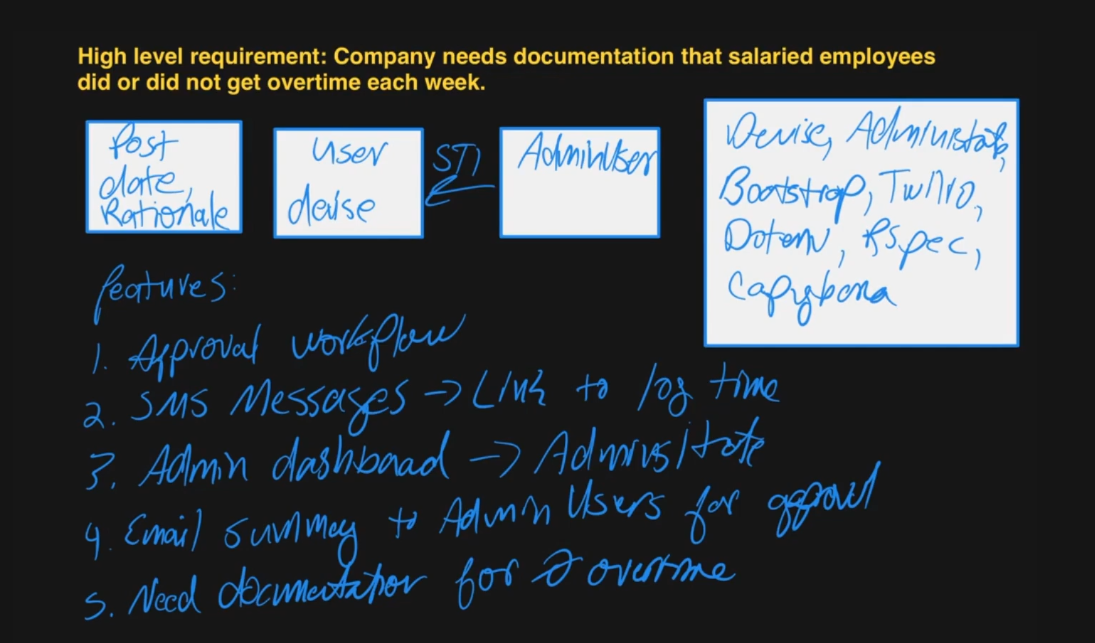 High level requirement: Company needs documentation that salaried employees
did or did not get overtime each week.
Post
date,
Rationale
User
devise
STI
AdminUser
Devise, Administrate,
Bootstrap, Twilio,
Dotenv, RSpec,
Capybara
features:
1. Approval workflow
2. SMS Messages -> Link to log time
3. Admin dashboard -> Administrate
4. Email summary to Admin Users for approval
5. Need documentation for overtime